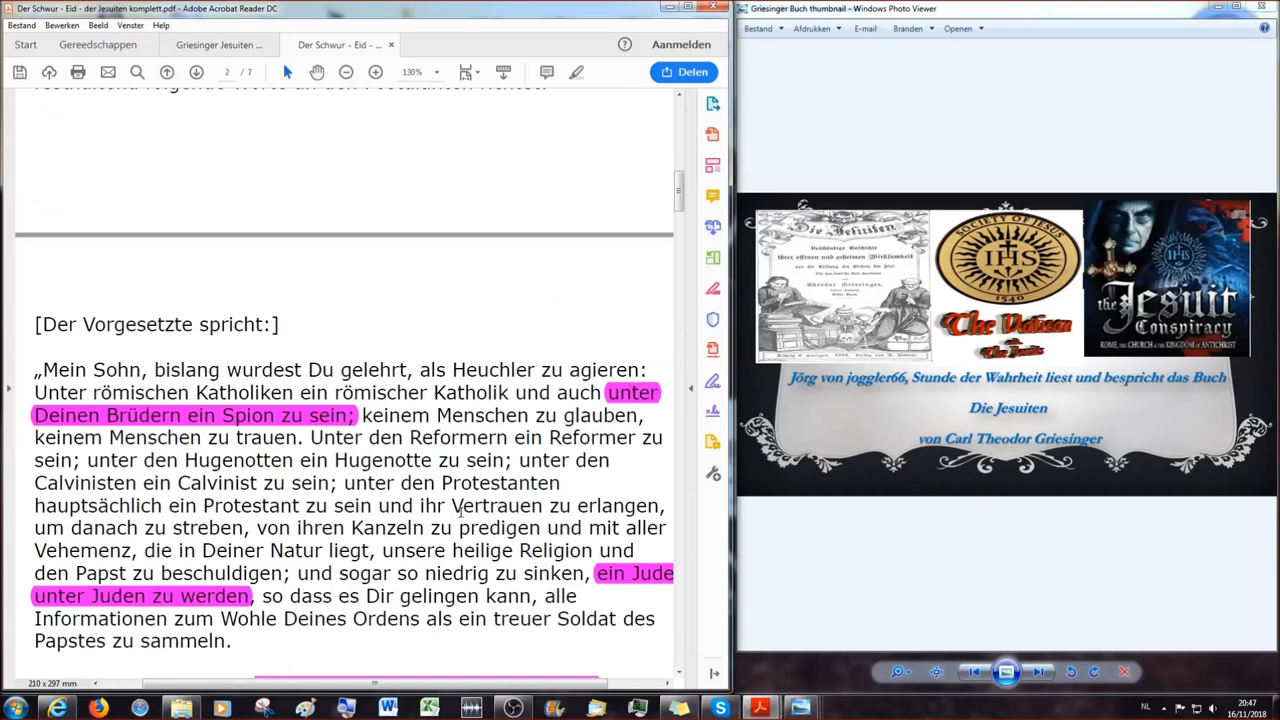 Der Schwur - Eid - der Jesuiten komplett.pdf - Adobe Acrobat Reader DC
Bestand Bewerken Beeld Venster Help
Start Gereedschappen Griesinger Jesuiten ... Der Schwur - Eid - ... × Aanmelden
2 / 7 130% Delen
[Der Vorgesetzte spricht:]
„Mein Sohn, bislang wurdest Du gelehrt, als Heuchler zu agieren:
Unter römischen Katholiken ein römischer Katholik und auch unter
Deinen Brüdern ein Spion zu sein; keinem Menschen zu glauben,
keinem Menschen zu trauen. Unter den Reformern ein Reformer zu
sein; unter den Hugenotten ein Hugenotte zu sein; unter den
Calvinisten ein Calvinist zu sein; unter den Protestanten
hauptsächlich ein Protestant zu sein und ihr Vertrauen zu erlangen,
um danach zu streben, von ihren Kanzeln zu predigen und mit aller
Vehemenz, die in Deiner Natur liegt, unsere heilige Religion und
den Papst zu beschuldigen; und sogar so niedrig zu sinken, ein Jude
unter Juden zu werden, so dass es Dir gelingen kann, alle
Informationen zum Wohle Deines Ordens als ein treuer Soldat des
Papstes zu sammeln.
210 x 297 mm
Griesinger Buch thumbnail - Windows Photo Viewer
Bestand Afdrukken E-mail Branden Openen
Die Jesuiten
SOCIETY OF JESUS
IHS
1540
The Vatican
The Jesuits
the Jesuit
Conspiracy
ROME, THE CHURCH & THE KINGDOM OF ANTICHRIST
Jörg von joggler66, Stunde der Wahrheit liest und bespricht das Buch
Die Jesuiten
von Carl Theodor Griesinger
NL
20:47
16/11/2018